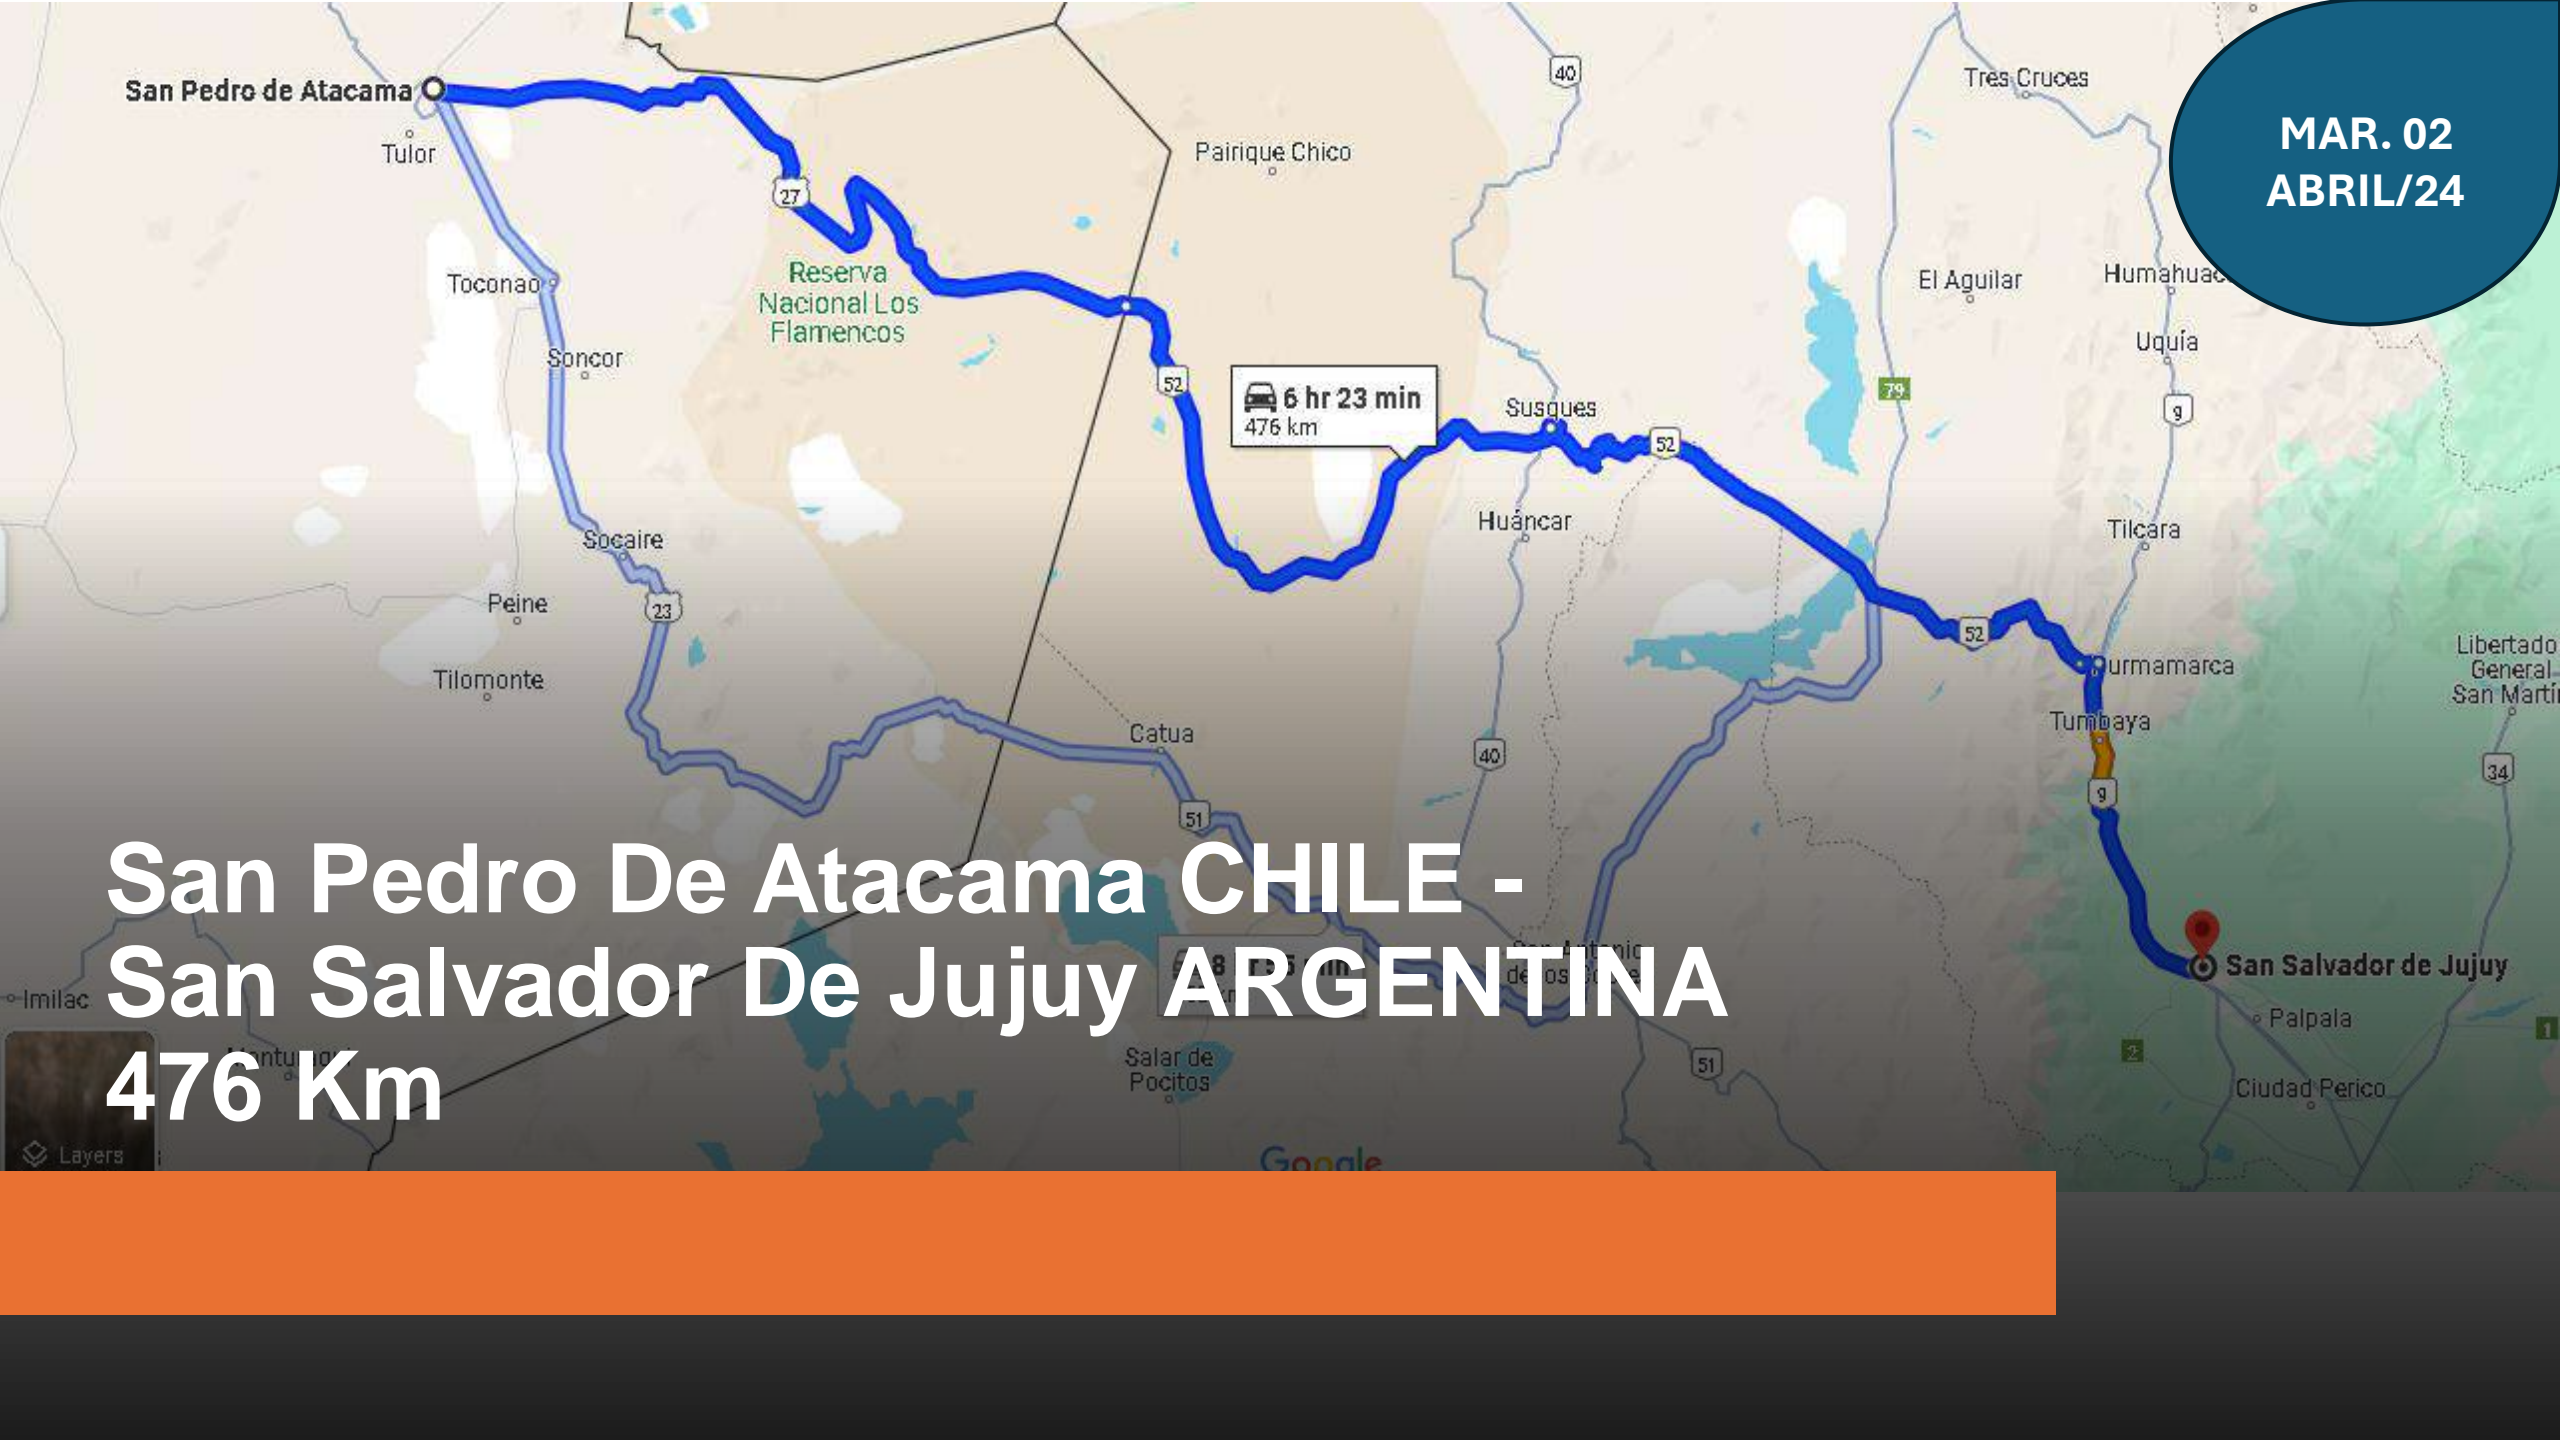 San Pedro de Atacama
Tulor
Toconao
Soncor
Socaire
Peine
23
Tilomonte
27
Reserva
Nacional Los
Flamencos
Pairique Chico
40
Tres Cruces
MAR. 02
ABRIL/24
El Aguilar
Uquía
52
6 hr 23 min
476 km
Susques
52
79
9
Huáncar
Tilcara
52
urmamarca
Tumbaya
Libertado
General
San Martí
Catua
51
40
9
34
San Pedro De Atacama CHILE -
San Salvador De Jujuy ARGENTINA
476 Km
San Salvador de Jujuy
Imilac
Palpala
Salar de
Pocitos
51
2
1
Ciudad Perico
Layers
Google